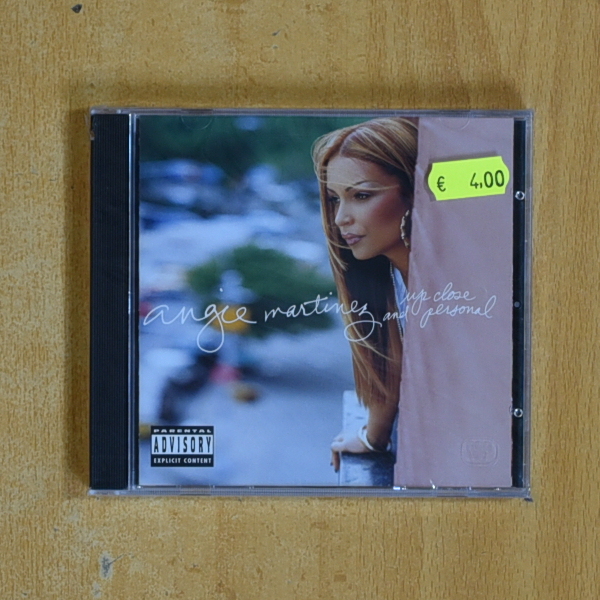 € 4,00
angie martinez
up close
and personal
PARENTAL
ADVISORY
EXPLICIT CONTENT